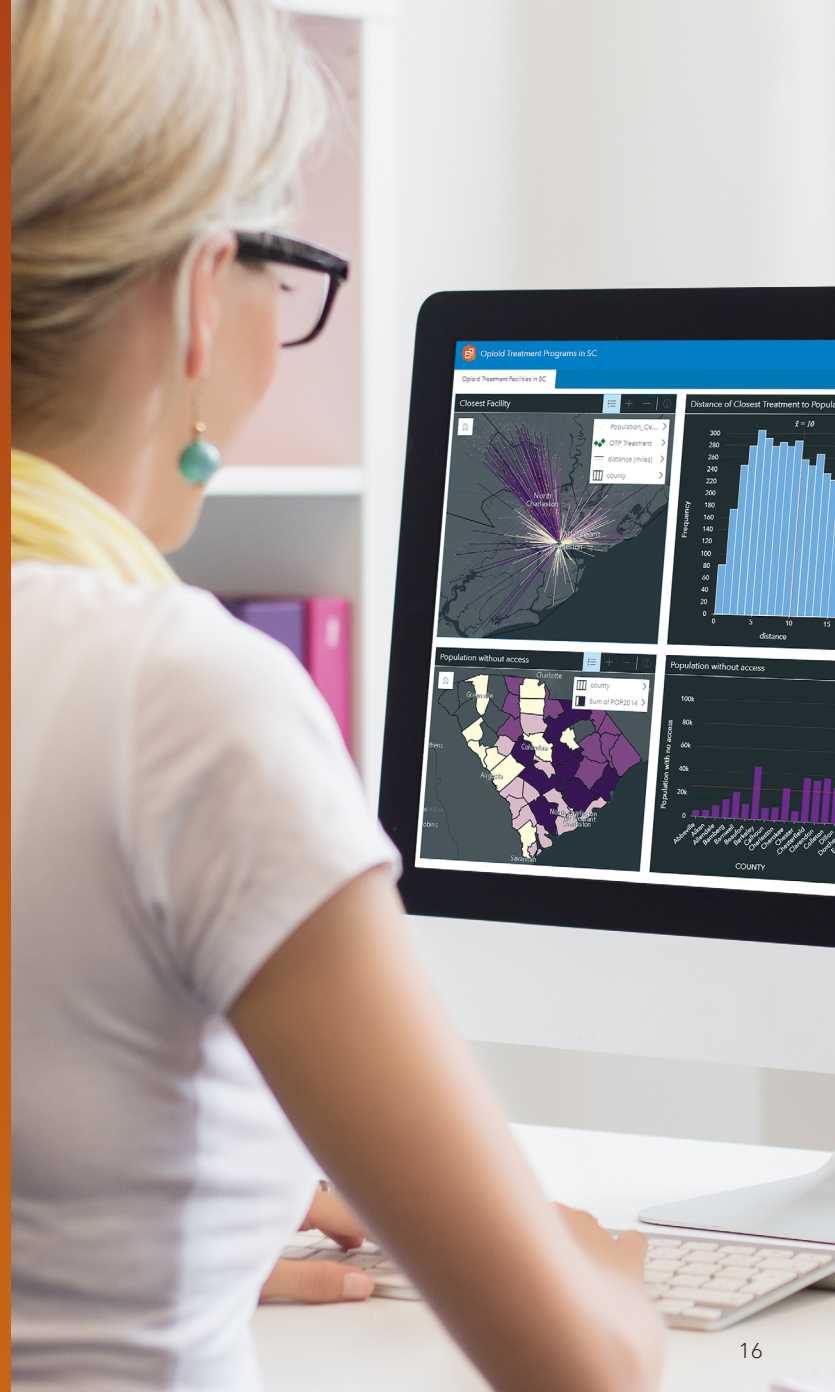 Opioid Treatment Programs in SC
Opioid Treatment Facilities in SC
Closest Facility
Population_Ce...
OTP Treatment
distance (miles)
county
North
Charleston
Distance of Closest Treatment to Popula
x̄ = 10
Frequency
300
280
260
240
220
200
180
160
140
120
100
80
60
40
20
0
0
5
10
15
distance
Population without access
county
Sum of POP2014
Charlotte
Greenville
Columbia
Augusta
Savannah
Population without access
Population with no access
100k
80k
60k
40k
20k
0
Abbeville
Aiken
Allendale
Bamberg
Barnwell
Beaufort
Berkeley
Calhoun
Charleston
Cherokee
Chester
Chesterfield
Clarendon
Colleton
Dillon
COUNTY
16